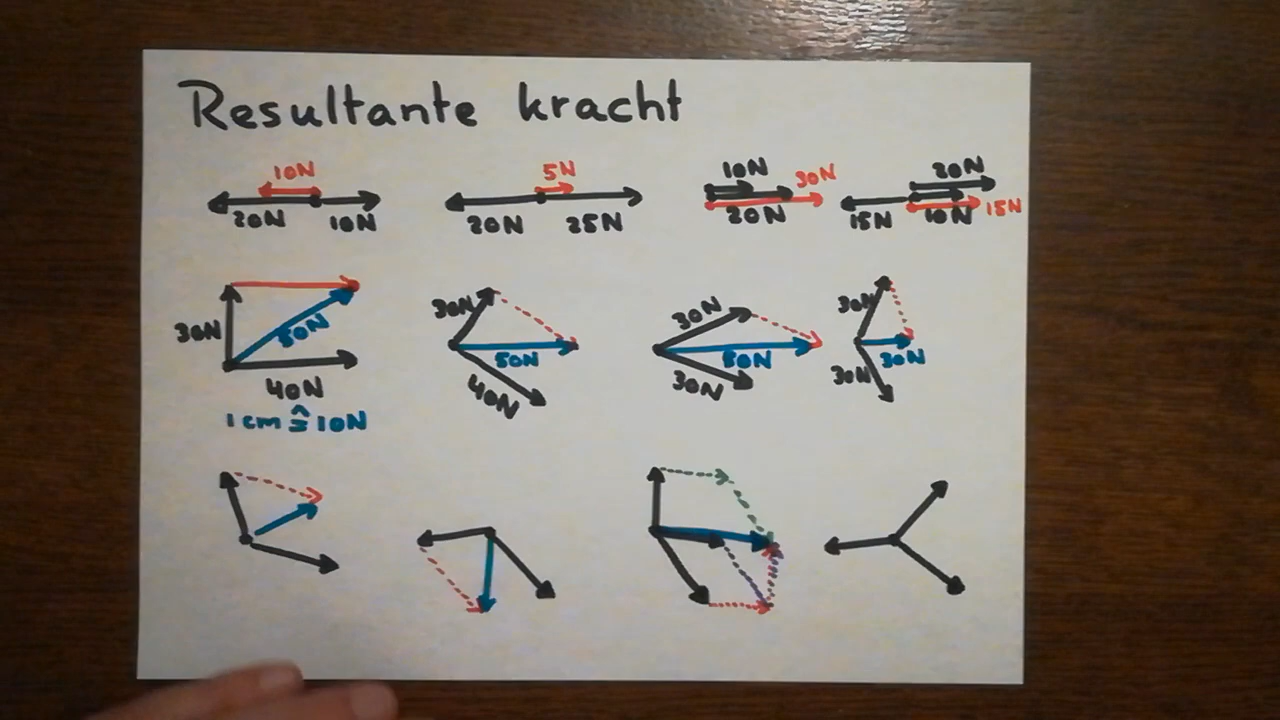 Resultante kracht
10N 5N 10N 30N 20N
20N 10N 20N 25N 20N 15N 10N 15N
30N 50N 40N
30N 50N 40N
30N 50N 30N
30N 30N 30N
1cm ≙ 10N